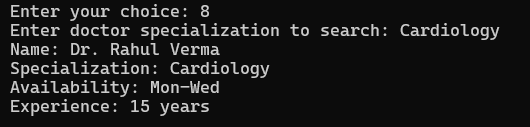 Enter your choice: 8
Enter doctor specialization to search: Cardiology
Name: Dr. Rahul Verma
Specialization: Cardiology
Availability: Mon-Wed
Experience: 15 years